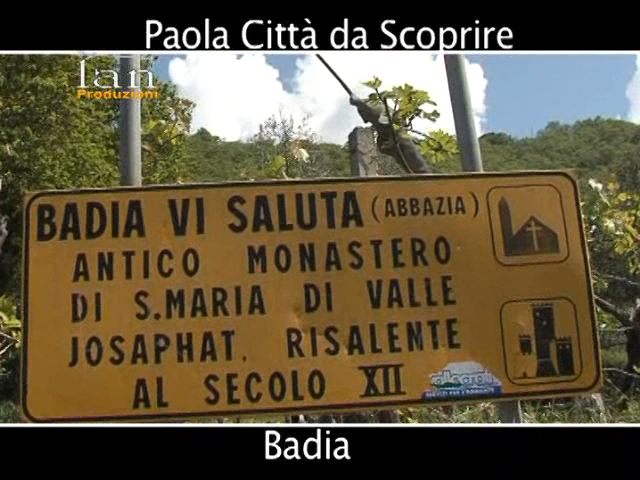 Paola Città da Scoprire
Ian
Produzioni
BADIA VI SALUTA (ABBAZIA)
ANTICO MONASTERO
DI S.MARIA DI VALLE
JOSAPHAT. RISALENTE
AL SECOLO XII
Badia